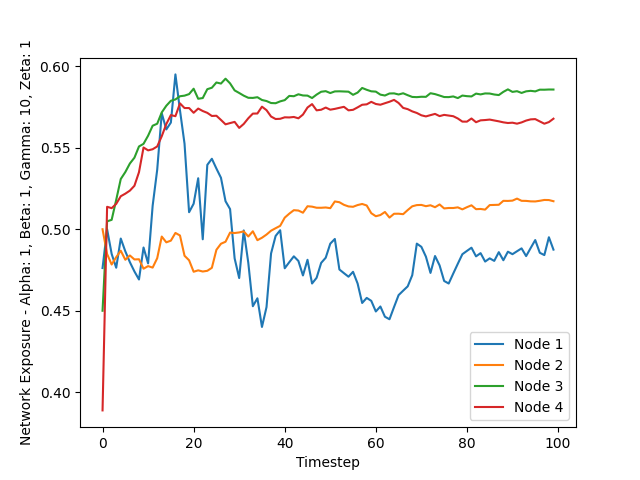 Network Exposure - Alpha: 1, Beta: 1, Gamma: 10, Zeta: 1
0.60
0.55
0.50
0.45
0.40
0 20 40 60 80 100
Timestep
Node 1
Node 2
Node 3
Node 4